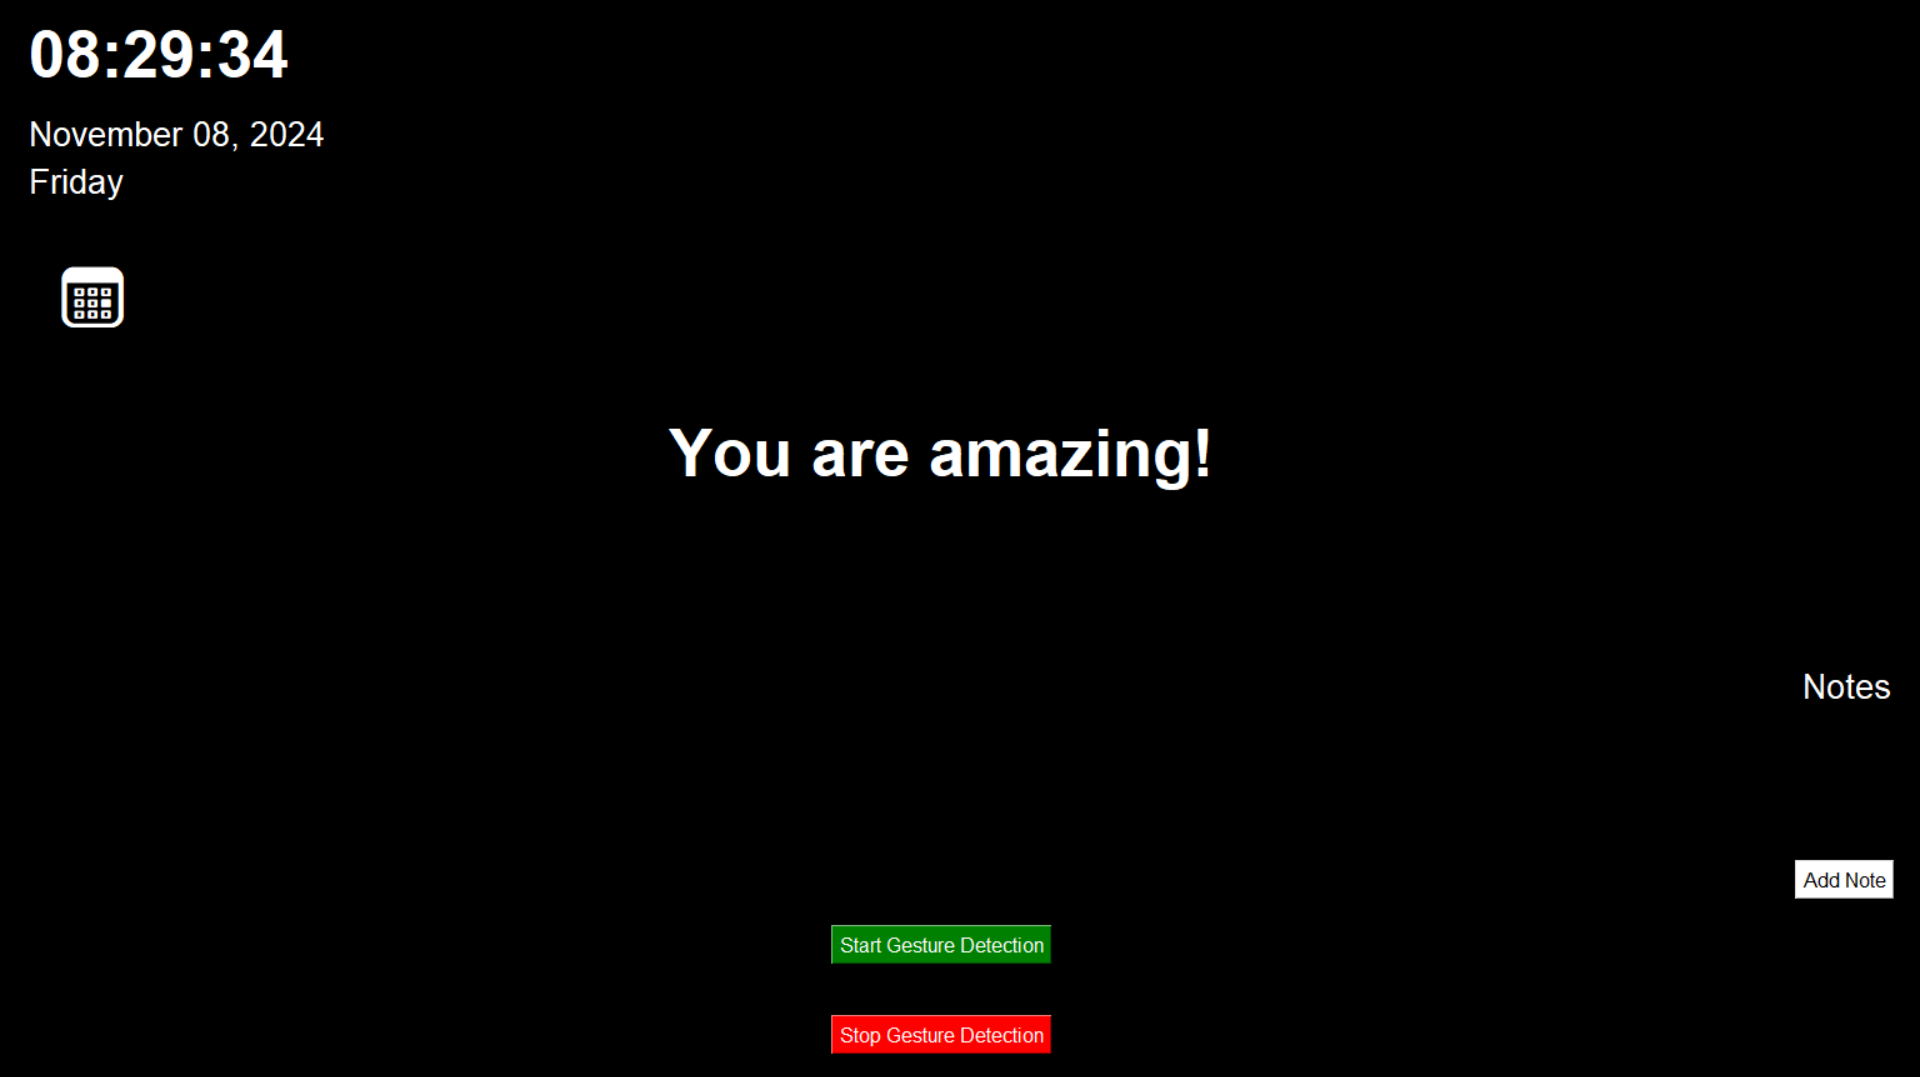 08:29:34
November 08, 2024
Friday
You are amazing!
Notes
Add Note
Start Gesture Detection
Stop Gesture Detection